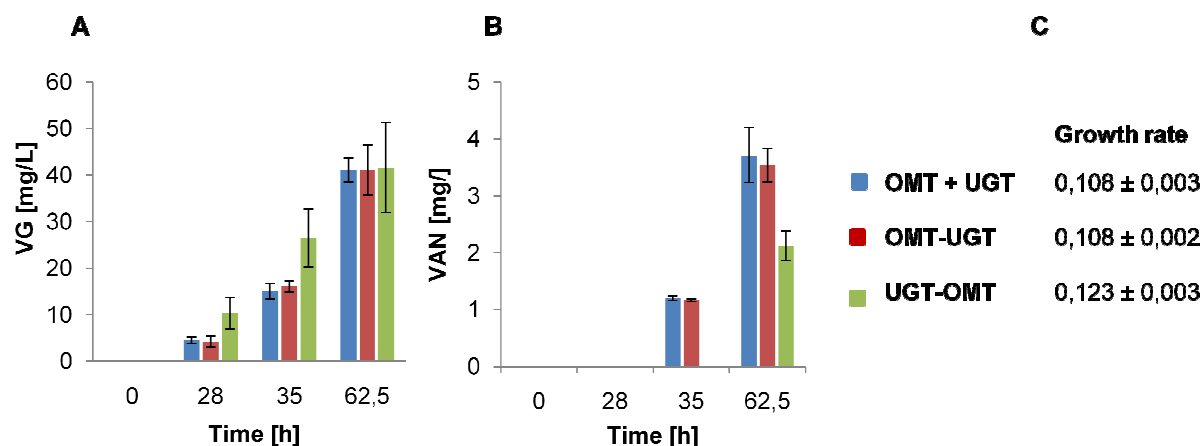 A
60
50
40
30
20
10
0
VG [mg/L]
0 28 35 62,5
Time [h]
B
5
4
3
2
1
0
VAN [mg/]
0 28 35 62,5
Time [h]
C
Growth rate
OMT + UGT 0,108 ± 0,003
OMT-UGT 0,108 ± 0,002
UGT-OMT 0,123 ± 0,003